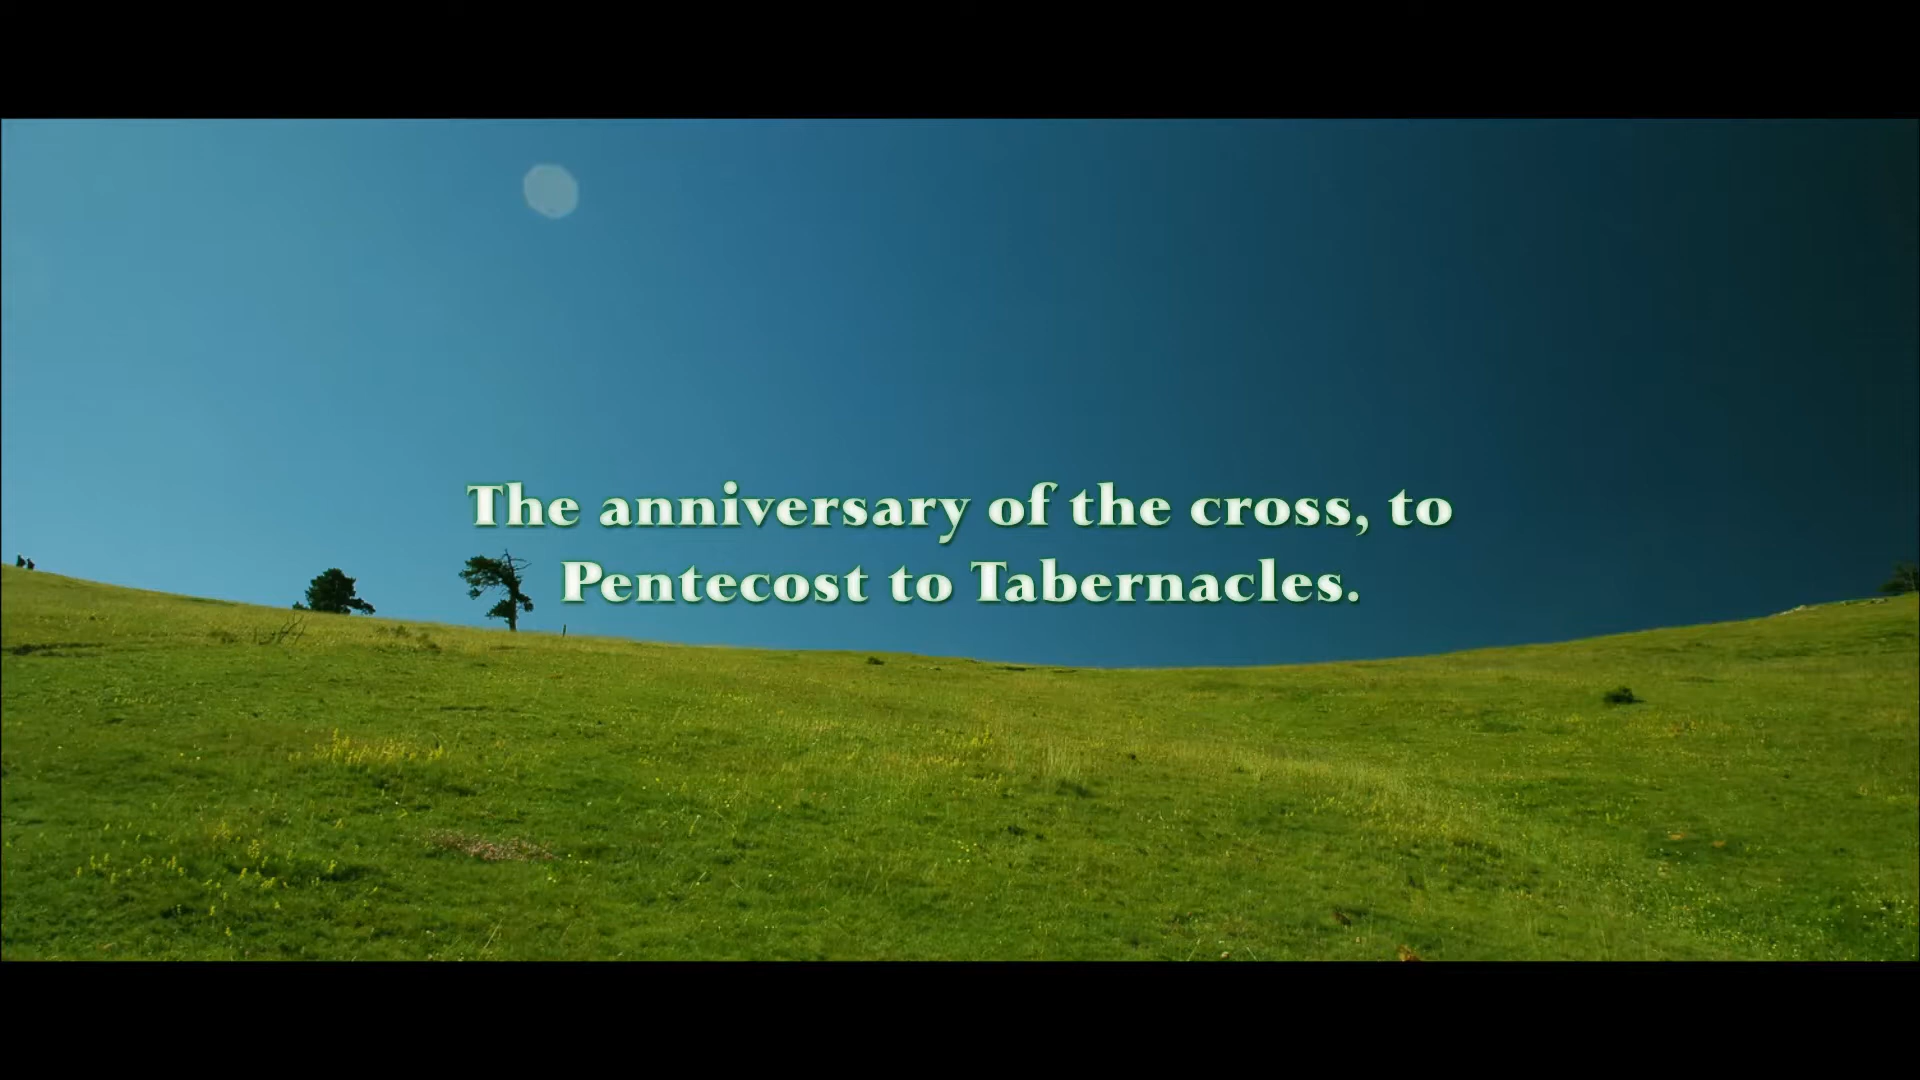 The anniversary of the cross, to
Pentecost to Tabernacles.